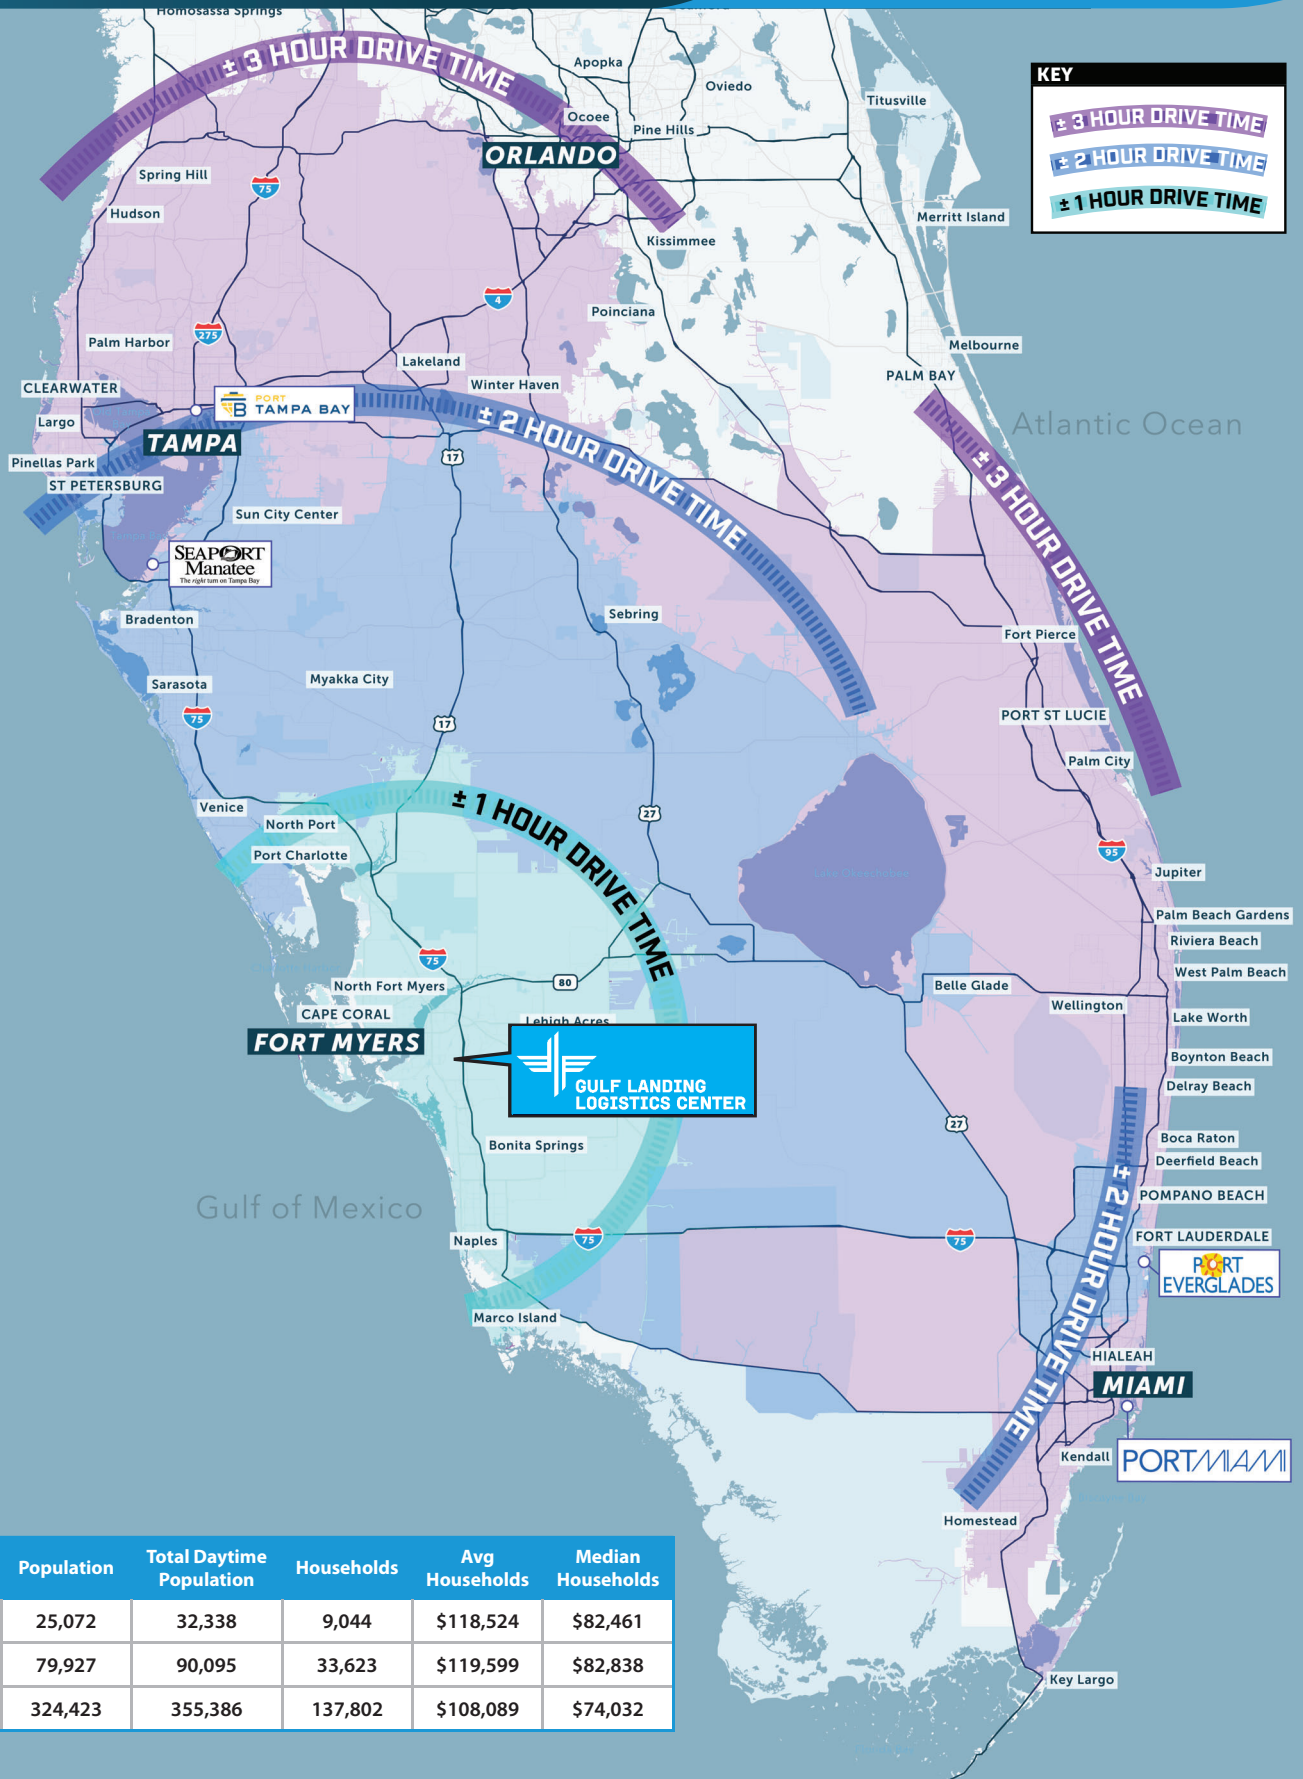 Homosassa Springs
± 3 HOUR DRIVE TIME
Apopka
Oviedo
Titusville
KEY
± 3 HOUR DRIVE TIME
± 2 HOUR DRIVE TIME
± 1 HOUR DRIVE TIME
Ocoee
Pine Hills
ORLANDO
Spring Hill
75
Hudson
Merritt Island
Kissimmee
4
Poinciana
275
Palm Harbor
Melbourne
Lakeland
PALM BAY
CLEARWATER
Winter Haven
PORT
TAMPA BAY
Largo
Atlantic Ocean
TAMPA
± 2 HOUR DRIVE TIME
17
Pinellas Park
ST PETERSBURG
± 3 HOUR DRIVE TIME
Sun City Center
SEAPORT
Manatee
The right turn on Tampa Bay
Bradenton
Sebring
Fort Pierce
Sarasota
Myakka City
75
17
PORT ST LUCIE
Palm City
Venice
± 1 HOUR DRIVE TIME
27
North Port
Port Charlotte
95
Lake Okeechobee
Jupiter
Palm Beach Gardens
Riviera Beach
75
West Palm Beach
North Fort Myers
80
Belle Glade
Wellington
CAPE CORAL
Lehigh Acres
Lake Worth
FORT MYERS
GULF LANDING
LOGISTICS CENTER
Boynton Beach
Delray Beach
27
Bonita Springs
Boca Raton
Deerfield Beach
± 2 HOUR DRIVE TIME
POMPANO BEACH
Gulf of Mexico
Naples
75
75
FORT LAUDERDALE
PORT
EVERGLADES
Marco Island
HIALEAH
MIAMI
Kendall
PORTMIAMI
Homestead
Key Largo
Population Total Daytime Population Households Avg Households Median Households
25,072 32,338 9,044 $118,524 $82,461
79,927 90,095 33,623 $119,599 $82,838
324,423 355,386 137,802 $108,089 $74,032